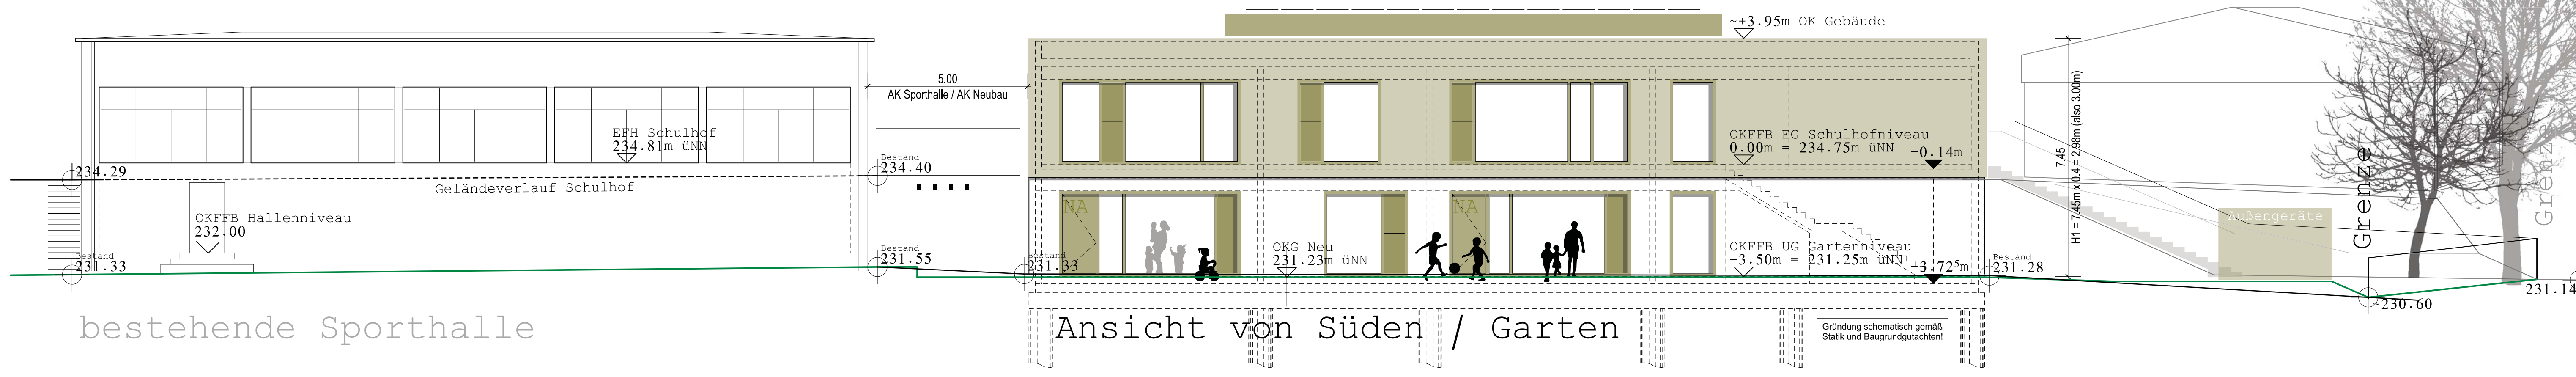 ~+3.95m OK Gebäude
5.00
AK Sporthalle / AK Neubau
EFH Schulhof
234.81m üNN
OKFFB EG Schulhofniveau
0.00m = 234.75m üNN
-0.14m
7.45
H1 = 7.45m x 0.4 = 2.98m (also 3.00m)
Grenze
Grenze
234.29
Bestand
234.40
Geländeverlauf Schulhof
OKFFB Hallenniveau
232.00
NA
NA
Außengeräte
OKG Neu
231.23m üNN
OKFFB UG Gartenniveau
-3.50m = 231.25m üNN
-3.72⁵m
Bestand
231.33
Bestand
231.55
Bestand
231.33
Bestand
231.28
~230.60
231.14
bestehende Sporthalle
Ansicht von Süden / Garten
Gründung schematisch gemäß
Statik und Baugrundgutachten!